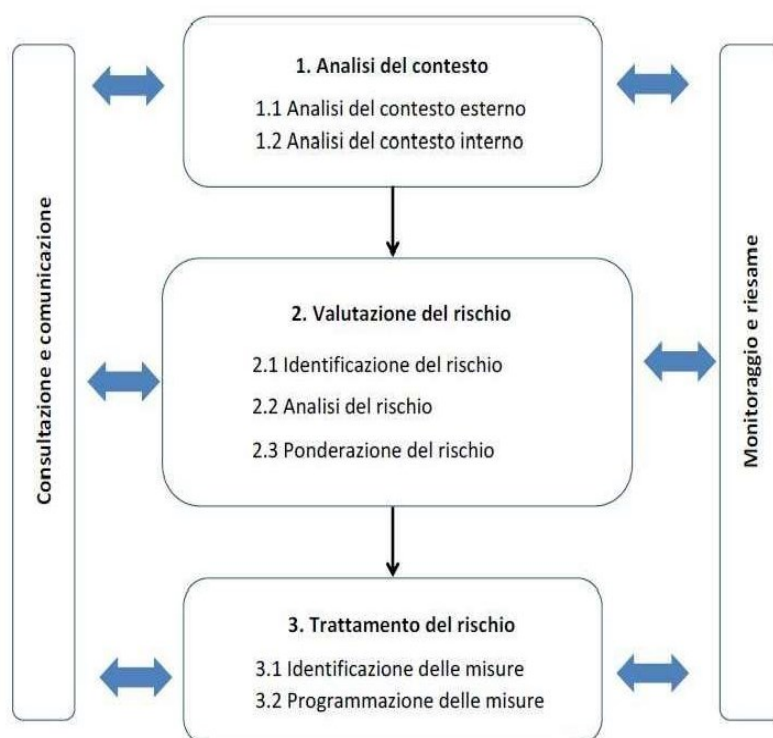 Consultazione e comunicazione
1. Analisi del contesto
1.1 Analisi del contesto esterno
1.2 Analisi del contesto interno
2. Valutazione del rischio
2.1 Identificazione del rischio
2.2 Analisi del rischio
2.3 Ponderazione del rischio
3. Trattamento del rischio
3.1 Identificazione delle misure
3.2 Programmazione delle misure
Monitoraggio e riesame